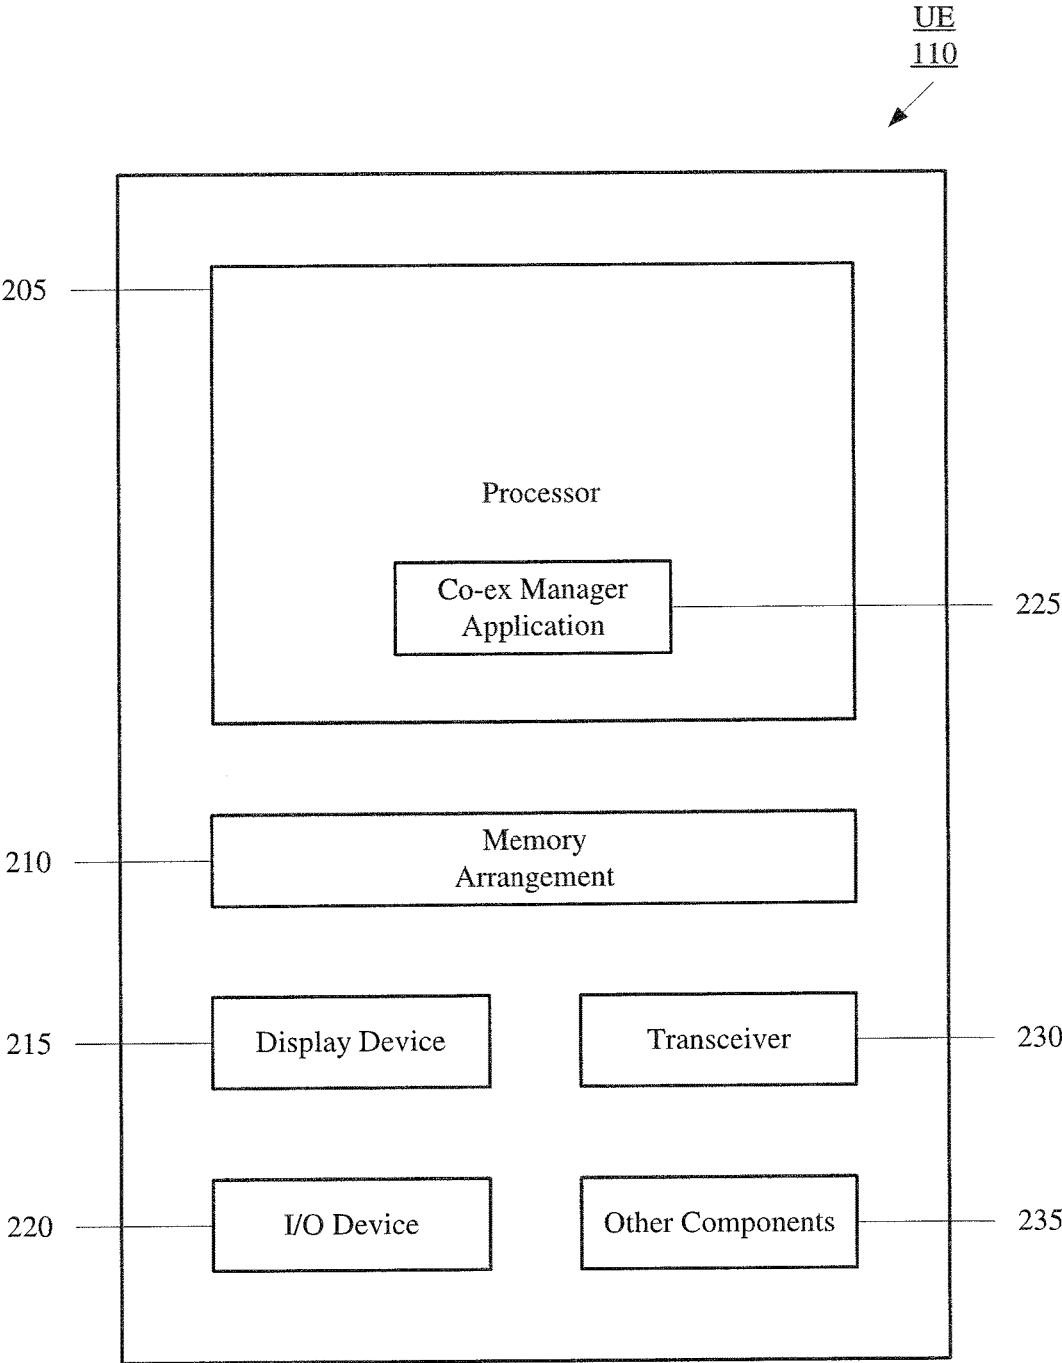 UE
110
205
Processor
Co-ex Manager
Application
225
210
Memory
Arrangement
215
Display Device
Transceiver
230
220
I/O Device
Other Components
235